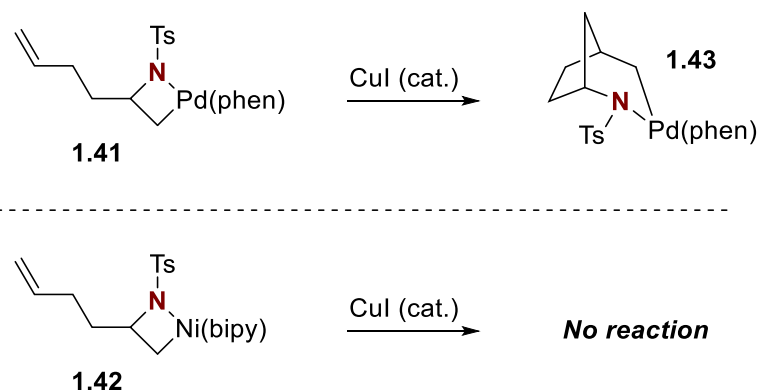 Ts
N
Pd(phen)
1.41
CuI (cat.)
1.43
N
Ts
Pd(phen)
Ts
N
Ni(bipy)
1.42
CuI (cat.)
No reaction